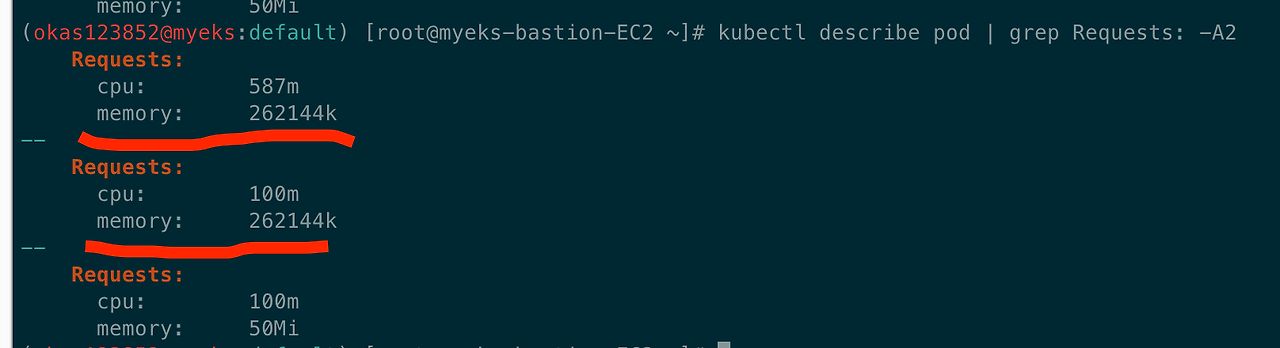 memory: 50Mi
(okas123852@myeks:default) [root@myeks-bastion-EC2 ~]# kubectl describe pod | grep Requests: -A2
Requests:
cpu: 587m
memory: 262144k
--
Requests:
cpu: 100m
memory: 262144k
--
Requests:
cpu: 100m
memory: 50Mi